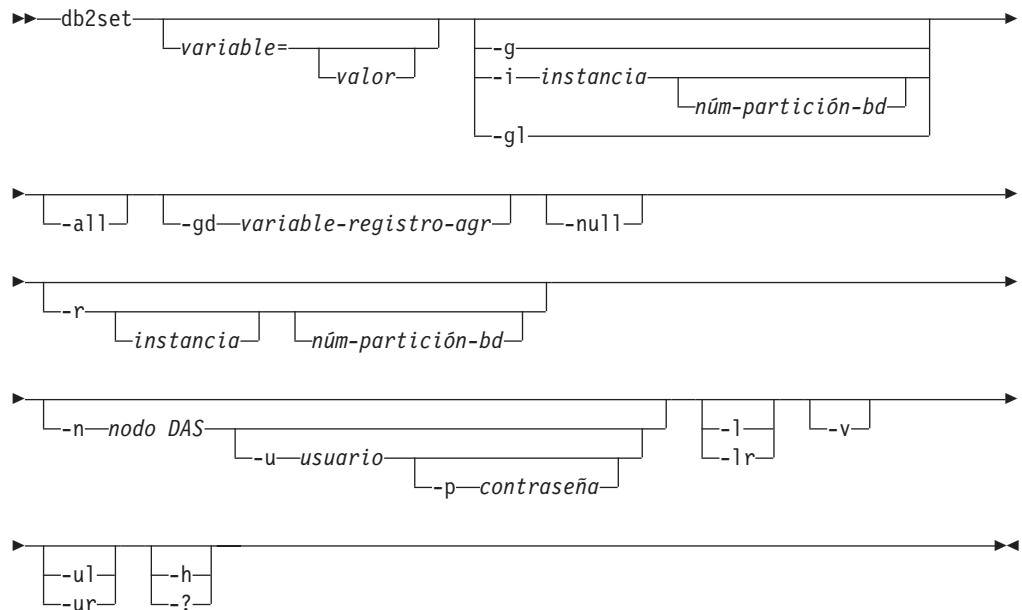 db2set variable= valor -g
-i instancia núm-partición-bd
-gl
-all -gd variable-registro-agr -null
-r instancia núm-partición-bd
-n nodo DAS -u usuario -p contraseña -l -v
-lr
-ul -h
-ur -?